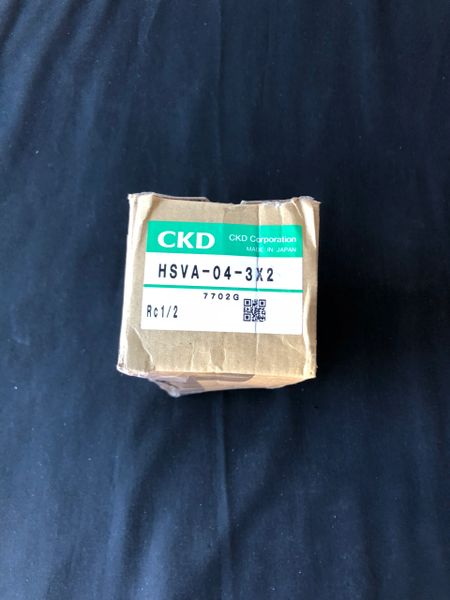 CKD CKD Corporation
MADE IN JAPAN
HSVA-04-3X2
7702G
Rc1/2